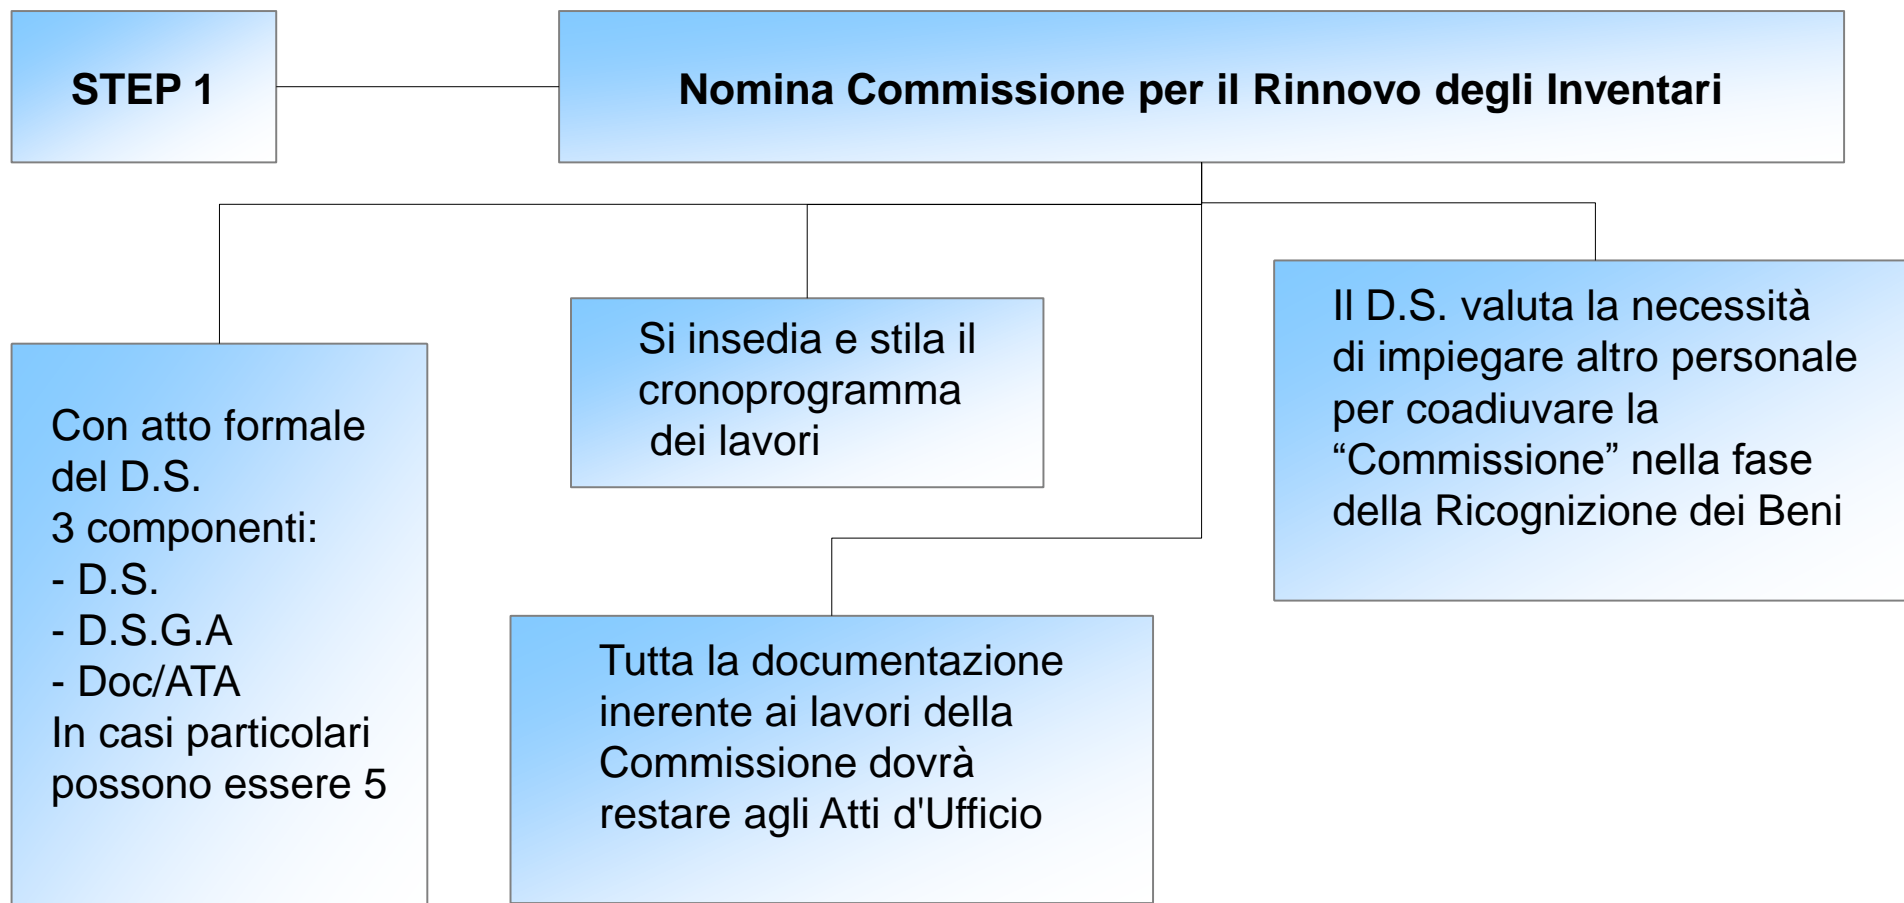 STEP 1
Nomina Commissione per il Rinnovo degli Inventari
Con atto formale
del D.S.
3 componenti:
- D.S.
- D.S.G.A
- Doc/ATA
In casi particolari
possono essere 5
Si insedia e stila il
cronoprogramma
dei lavori
Tutta la documentazione
inerente ai lavori della
Commissione dovrà
restare agli Atti d'Ufficio
Il D.S. valuta la necessità
di impiegare altro personale
per coadiuvare la
“Commissione” nella fase
della Ricognizione dei Beni